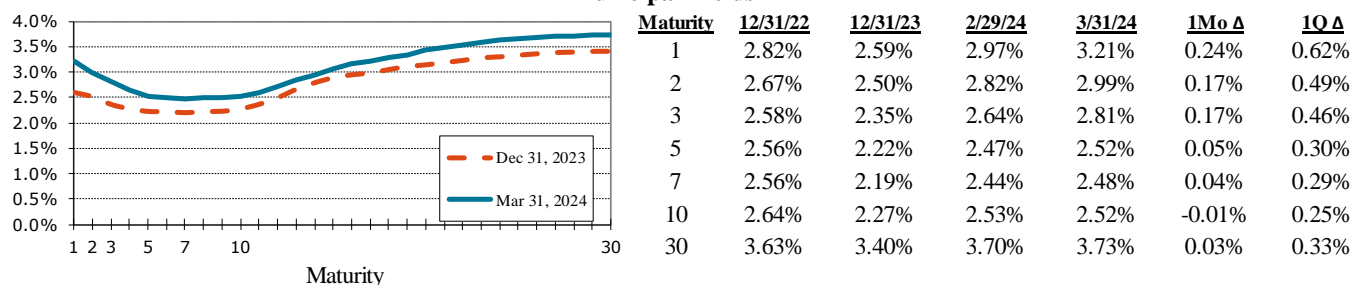 Maturity 12/31/22 12/31/23 2/29/24 3/31/24 1Mo Δ 1Q Δ
1 2.82% 2.59% 2.97% 3.21% 0.24% 0.62%
2 2.67% 2.50% 2.82% 2.99% 0.17% 0.49%
3 2.58% 2.35% 2.64% 2.81% 0.17% 0.46%
5 2.56% 2.22% 2.47% 2.52% 0.05% 0.30%
7 2.56% 2.19% 2.44% 2.48% 0.04% 0.29%
10 2.64% 2.27% 2.53% 2.52% -0.01% 0.25%
30 3.63% 3.40% 3.70% 3.73% 0.03% 0.33%
4.0%
3.5%
3.0%
2.5%
2.0%
1.5%
1.0%
0.5%
0.0%
Dec 31, 2023
Mar 31, 2024
1 2 3 5 7 10 30
Maturity